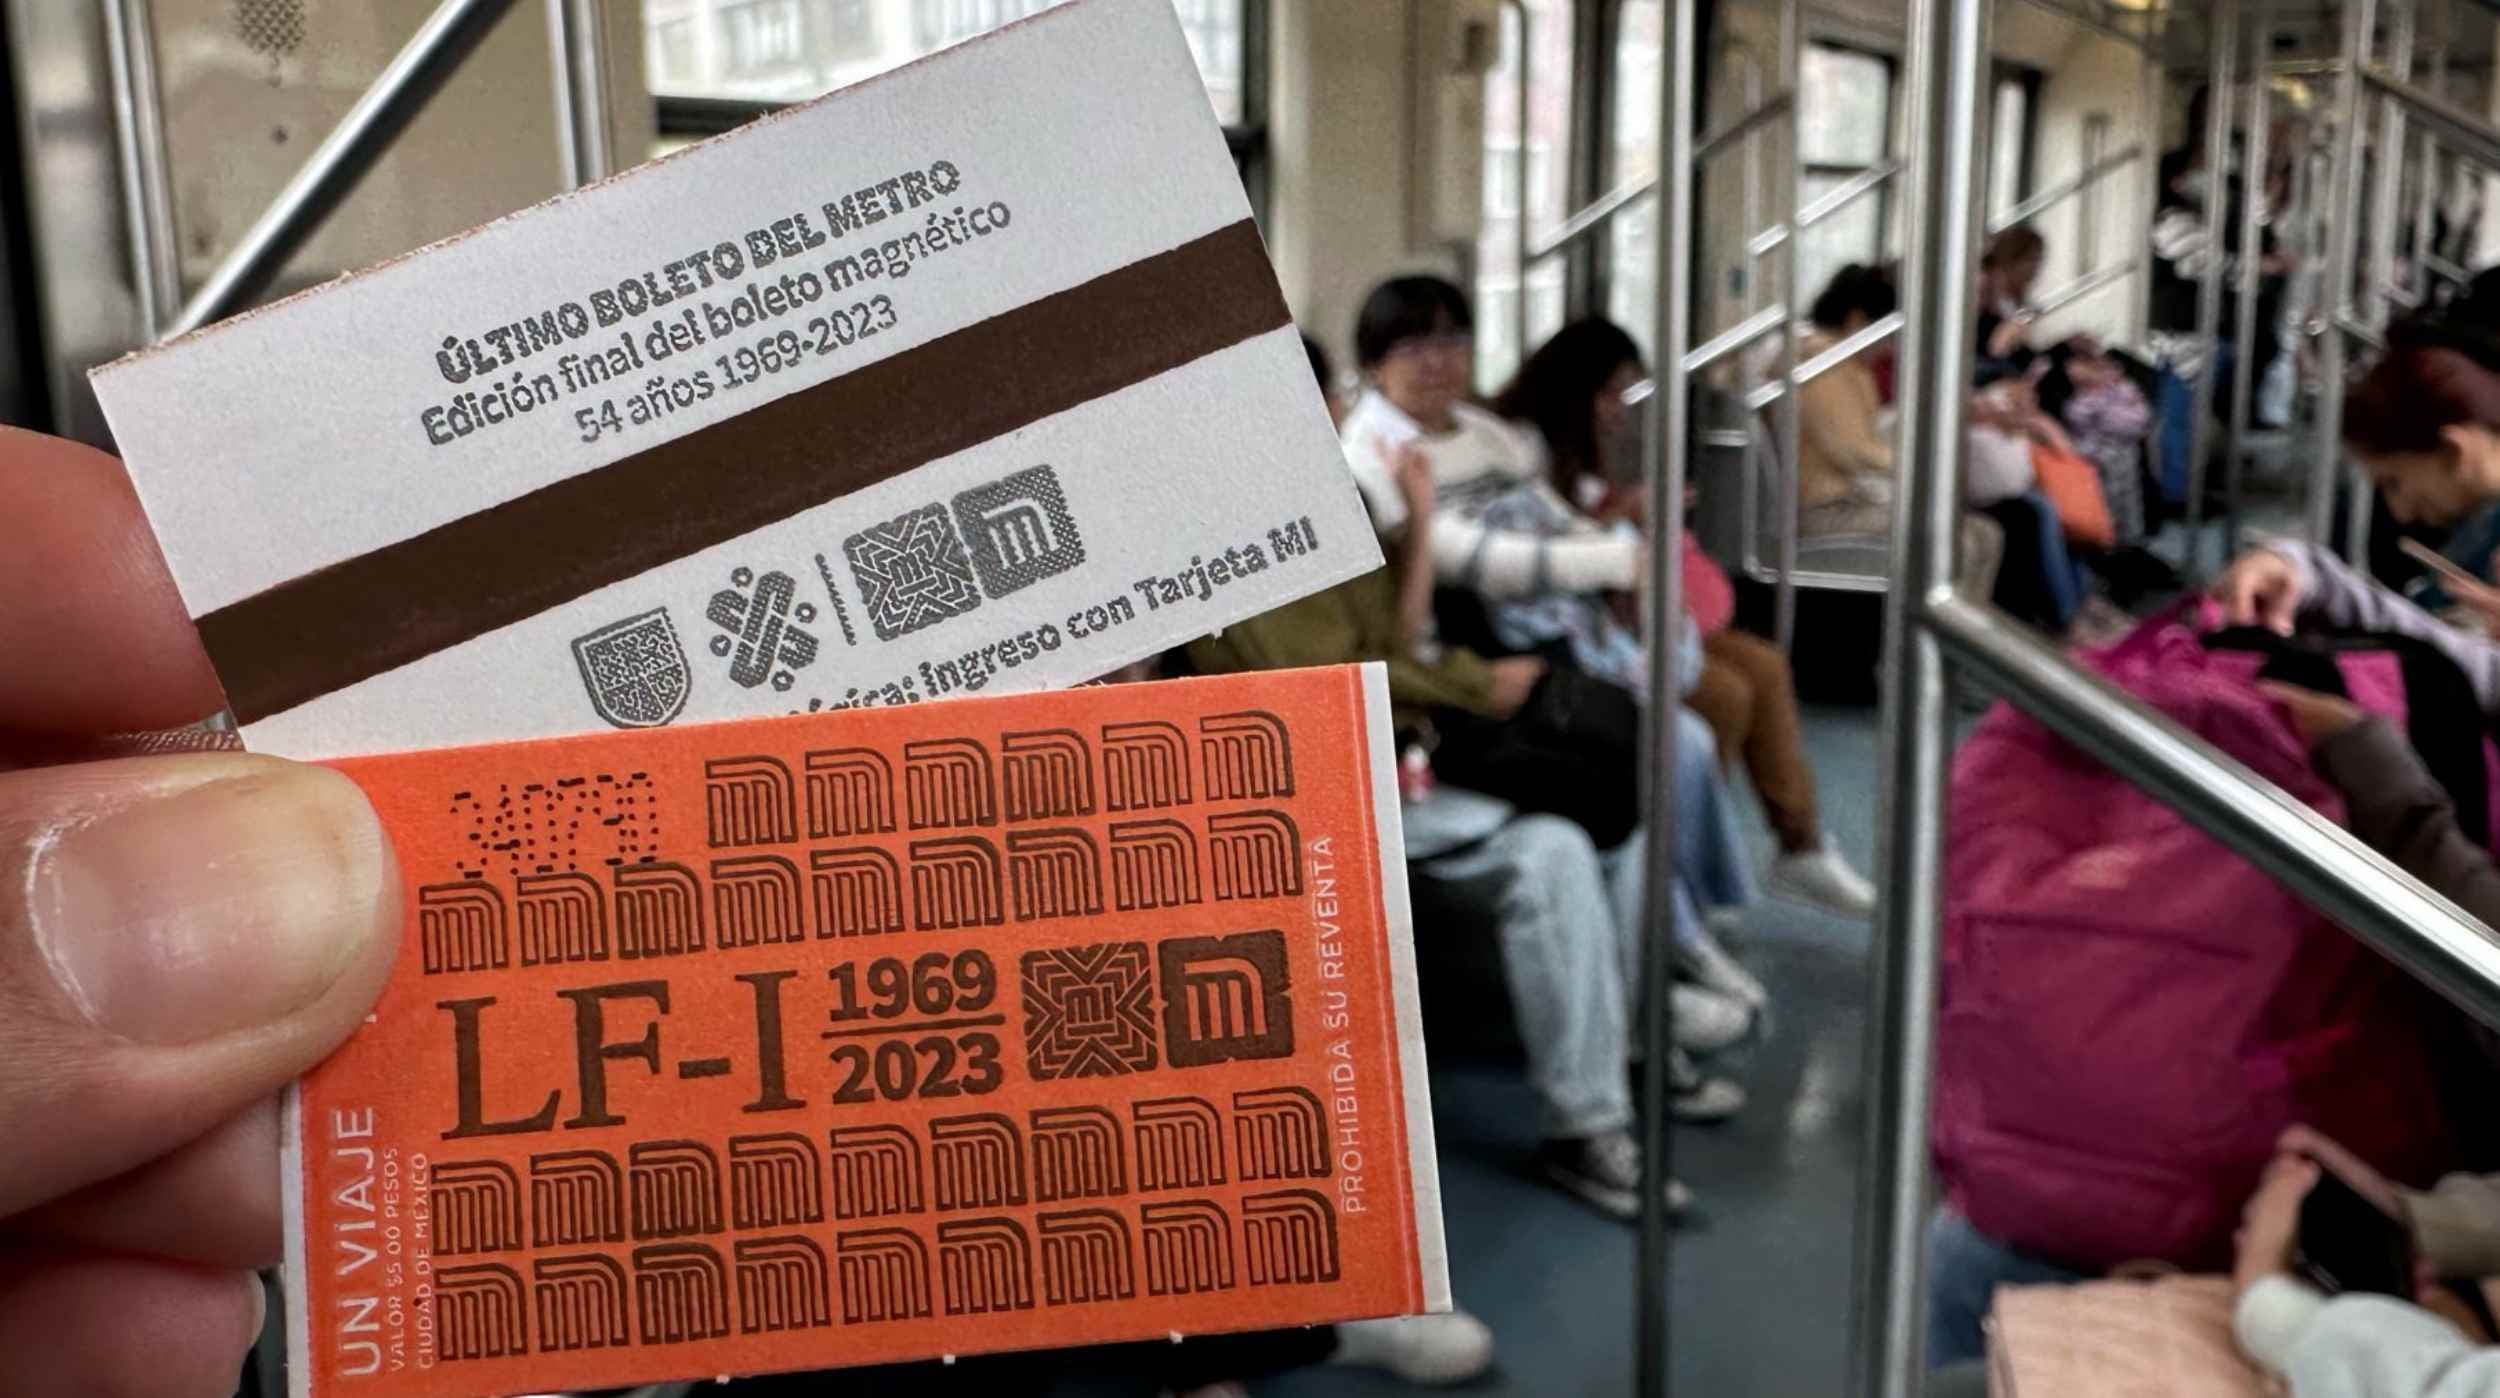 ÚLTIMO BOLETO DEL METRO
Edición final del boleto magnético
54 años 1969-2023
ingreso con Tarjeta MI
LF-I
1969
2023
UN VIAJE
VALOR $5.00 PESOS
CIUDAD DE MÉXICO
PROHIBIDA SU REVENTA